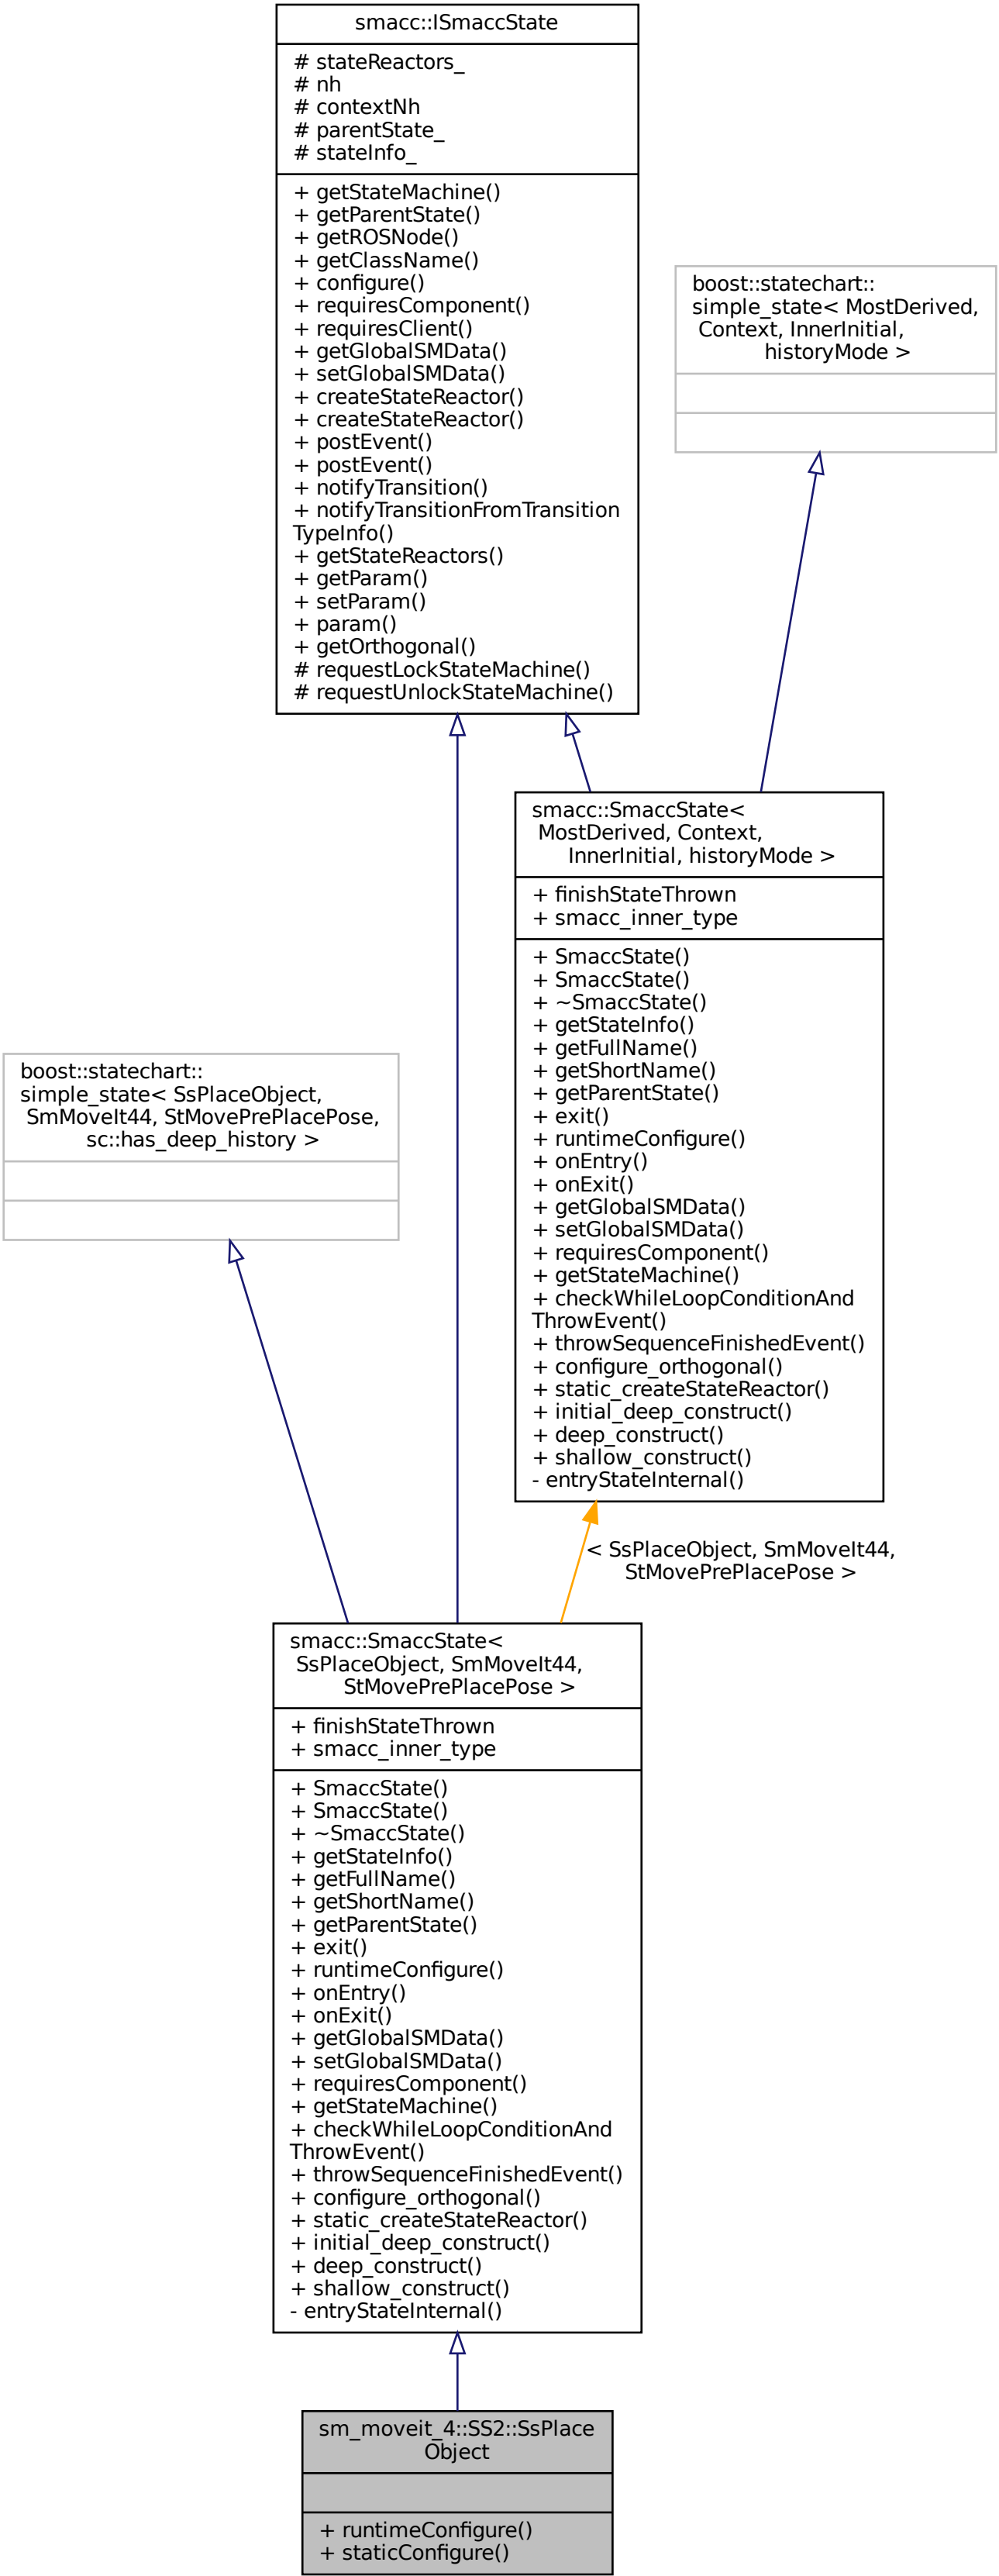 smacc::ISmaccState
# stateReactors_
# nh
# contextNh
# parentState_
# stateInfo_
+ getStateMachine()
+ getParentState()
+ getROSNode()
+ getClassName()
+ configure()
+ requiresComponent()
+ requiresClient()
+ getGlobalSMData()
+ setGlobalSMData()
+ createStateReactor()
+ createStateReactor()
+ postEvent()
+ postEvent()
+ notifyTransition()
+ notifyTransitionFromTransition
TypeInfo()
+ getStateReactors()
+ getParam()
+ setParam()
+ param()
+ getOrthogonal()
# requestLockStateMachine()
# requestUnlockStateMachine()
boost::statechart::
simple_state< MostDerived,
Context, InnerInitial,
historyMode >
smacc::SmaccState<
MostDerived, Context,
InnerInitial, historyMode >
+ finishStateThrown
+ smacc_inner_type
+ SmaccState()
+ SmaccState()
+ ~SmaccState()
+ getStateInfo()
+ getFullName()
+ getShortName()
+ getParentState()
+ exit()
+ runtimeConfigure()
+ onEntry()
+ onExit()
+ getGlobalSMData()
+ setGlobalSMData()
+ requiresComponent()
+ getStateMachine()
+ checkWhileLoopConditionAnd
ThrowEvent()
+ throwSequenceFinishedEvent()
+ configure_orthogonal()
+ static_createStateReactor()
+ initial_deep_construct()
+ deep_construct()
+ shallow_construct()
- entryStateInternal()
boost::statechart::
simple_state< SsPlaceObject,
SmMoveIt44, StMovePrePlacePose,
sc::has_deep_history >
< SsPlaceObject, SmMoveIt44,
StMovePrePlacePose >
smacc::SmaccState<
SsPlaceObject, SmMoveIt44,
StMovePrePlacePose >
+ finishStateThrown
+ smacc_inner_type
+ SmaccState()
+ SmaccState()
+ ~SmaccState()
+ getStateInfo()
+ getFullName()
+ getShortName()
+ getParentState()
+ exit()
+ runtimeConfigure()
+ onEntry()
+ onExit()
+ getGlobalSMData()
+ setGlobalSMData()
+ requiresComponent()
+ getStateMachine()
+ checkWhileLoopConditionAnd
ThrowEvent()
+ throwSequenceFinishedEvent()
+ configure_orthogonal()
+ static_createStateReactor()
+ initial_deep_construct()
+ deep_construct()
+ shallow_construct()
- entryStateInternal()
sm_moveit_4::SS2::SsPlace
Object
+ runtimeConfigure()
+ staticConfigure()